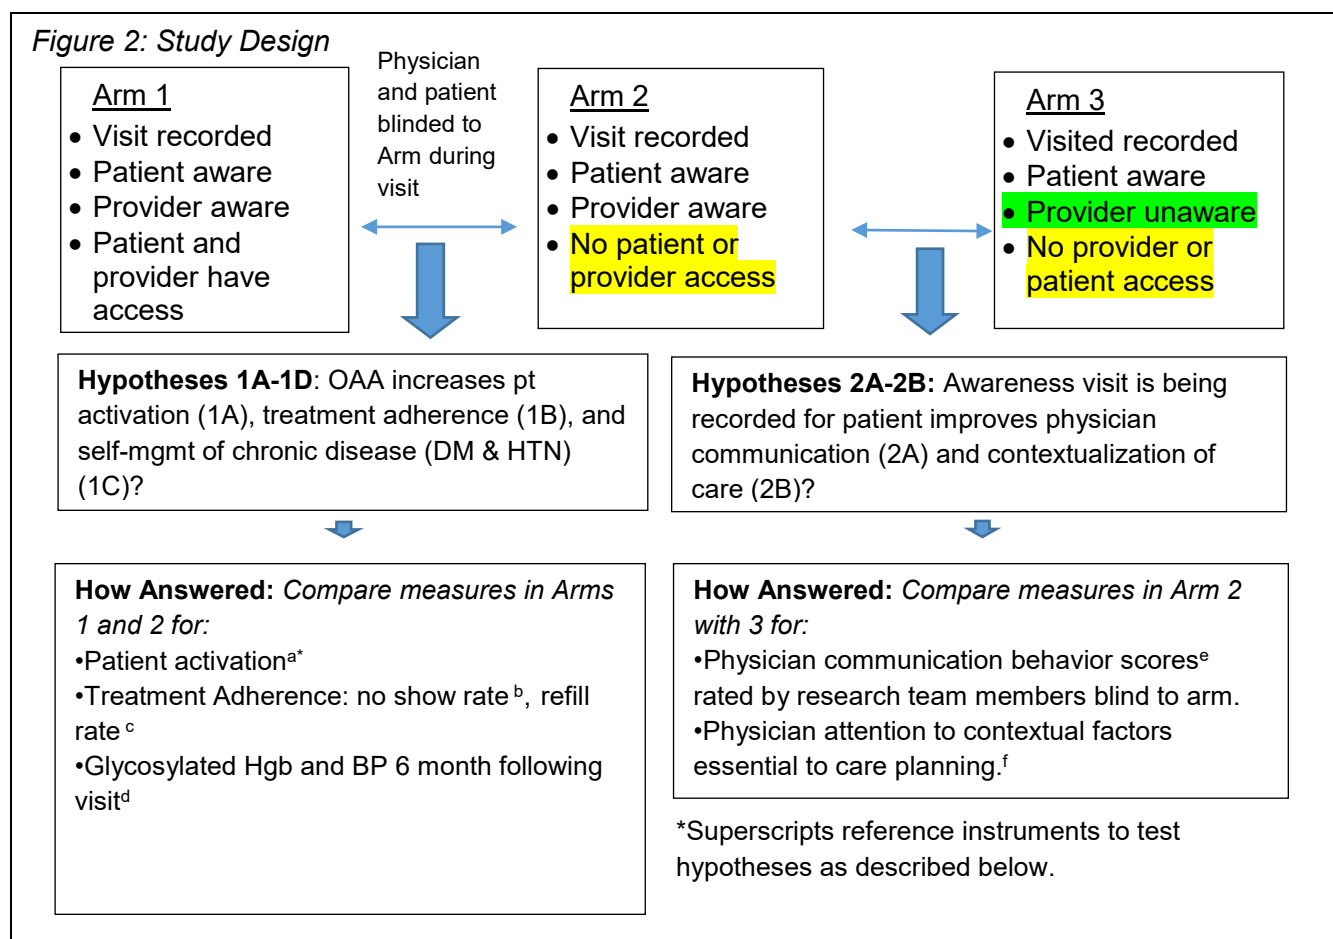 Figure 2: Study Design
Arm 1
• Visit recorded
• Patient aware
• Provider aware
• Patient and
provider have
access
Physician
and patient
blinded to
Arm during
visit
Arm 2
• Visit recorded
• Patient aware
• Provider aware
• No patient or
provider access
Arm 3
• Visited recorded
• Patient aware
• Provider unaware
• No provider or
patient access
Hypotheses 1A-1D: OAA increases pt
activation (1A), treatment adherence (1B), and
self-mgmt of chronic disease (DM & HTN)
(1C)?
Hypotheses 2A-2B: Awareness visit is being
recorded for patient improves physician
communication (2A) and contextualization of
care (2B)?
How Answered: Compare measures in Arms
1 and 2 for:
•Patient activationᵃ*
•Treatment Adherence: no show rate ᵇ, refill
rate ᶜ
•Glycosylated Hgb and BP 6 month following
visitᵈ
How Answered: Compare measures in Arm 2
with 3 for:
•Physician communication behavior scoresᵉ
rated by research team members blind to arm.
•Physician attention to contextual factors
essential to care planning.ᶠ
*Superscripts reference instruments to test
hypotheses as described below.